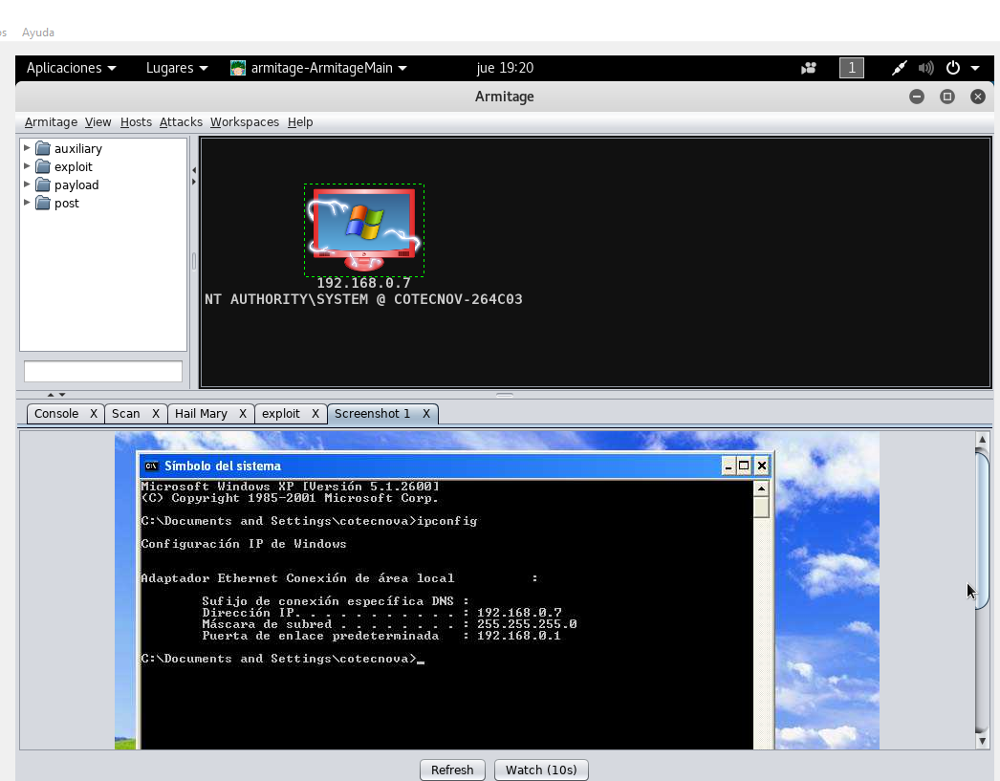 os Ayuda
Aplicaciones Lugares armitage-ArmitageMain jue 19:20 1
Armitage
Armitage View Hosts Attacks Workspaces Help
auxiliary
exploit
payload
post
192.168.0.7
NT AUTHORITY\SYSTEM @ COTECNOV-264C03
Console X Scan X Hail Mary X exploit X Screenshot 1 X
Símbolo del sistema
Microsoft Windows XP [Versión 5.1.2600]
(C) Copyright 1985-2001 Microsoft Corp.
C:\Documents and Settings\cotecnova>ipconfig
Configuración IP de Windows
Adaptador Ethernet Conexión de área local :
Sufijo de conexión específica DNS :
Dirección IP. . . . . . . . . . . : 192.168.0.7
Máscara de subred . . . . . . . . : 255.255.255.0
Puerta de enlace predeterminada : 192.168.0.1
C:\Documents and Settings\cotecnova>_
Refresh Watch (10s)